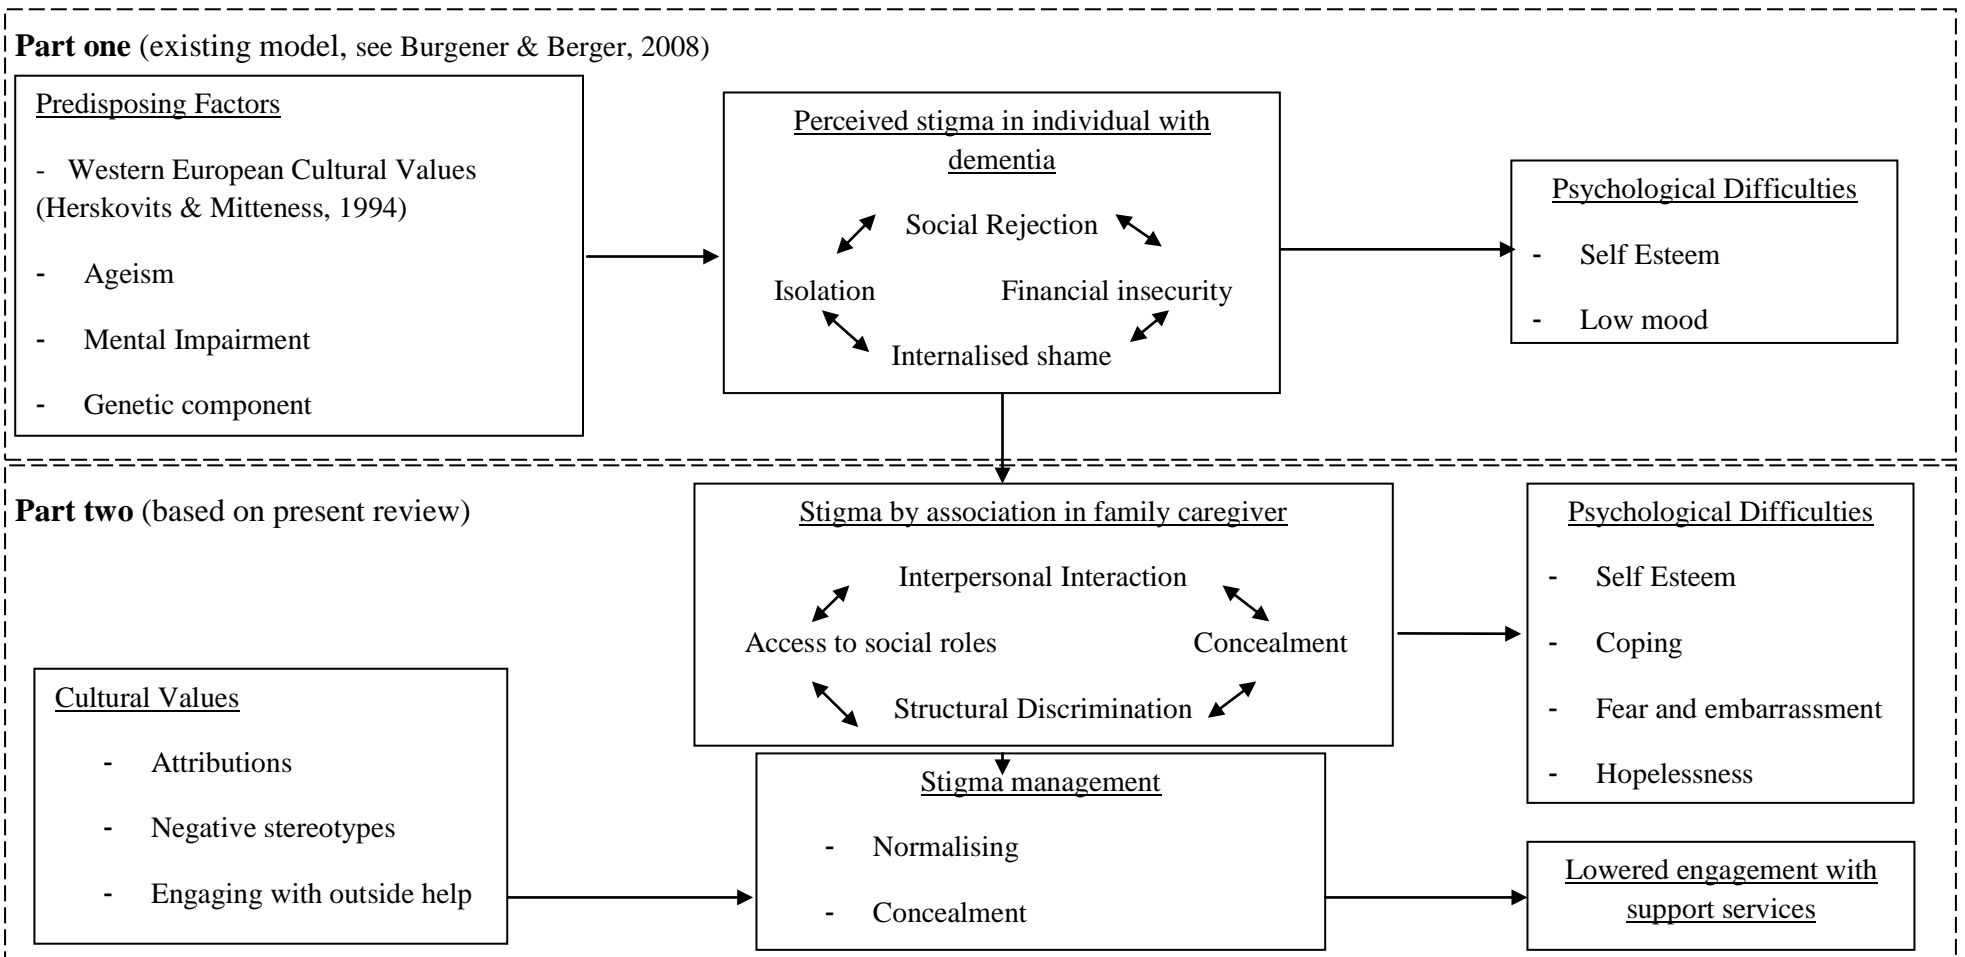 Part one (existing model, see Burgener & Berger, 2008)
Predisposing Factors
- Western European Cultural Values
(Herskovits & Mitteness, 1994)
- Ageism
- Mental Impairment
- Genetic component
Perceived stigma in individual with
dementia
Social Rejection
Isolation
Financial insecurity
Internalised shame
Psychological Difficulties
- Self Esteem
- Low mood
Part two (based on present review)
Stigma by association in family caregiver
Interpersonal Interaction
Access to social roles
Concealment
Structural Discrimination
Psychological Difficulties
- Self Esteem
- Coping
- Fear and embarrassment
- Hopelessness
Cultural Values
- Attributions
- Negative stereotypes
- Engaging with outside help
Stigma management
- Normalising
- Concealment
Lowered engagement with
support services